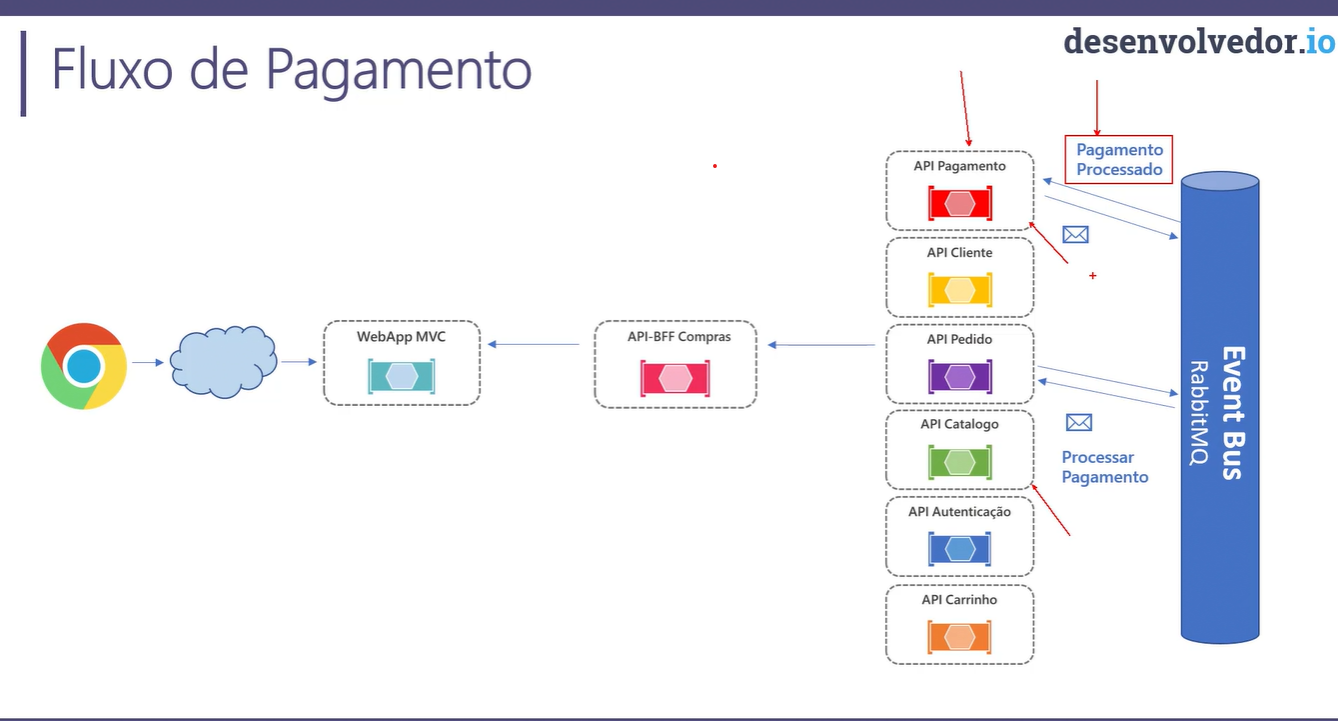 desenvolvedor.io
Fluxo de Pagamento
API Pagamento
Pagamento
Processado
API Cliente
WebApp MVC
API-BFF Compras
API Pedido
Event Bus
RabbitMQ
API Catalogo
Processar
Pagamento
API Autenticação
API Carrinho